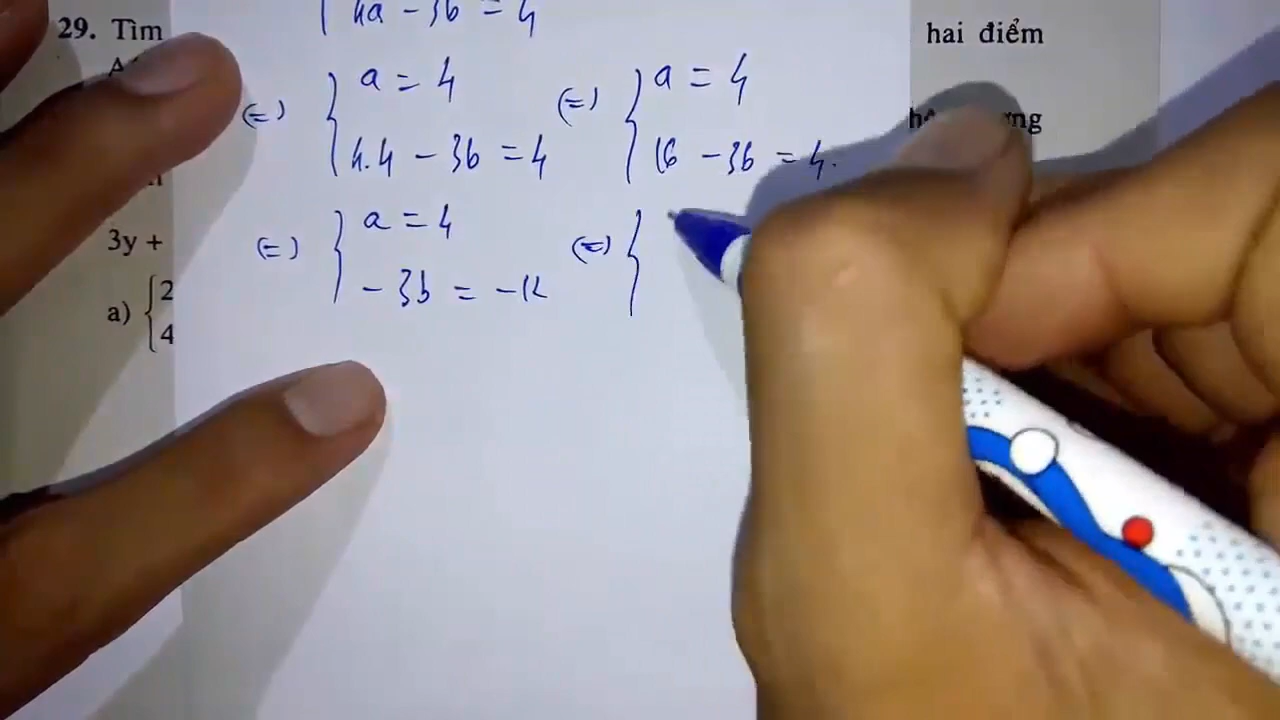 29. Tìm
hai điểm
4a - 3b = 4
(=) { a = 4 (=) { a = 4
4.4 - 3b = 4 16 - 3b = 4.
(=) { a = 4 (=) {
- 3b = -12
3y +
a) { 2
4